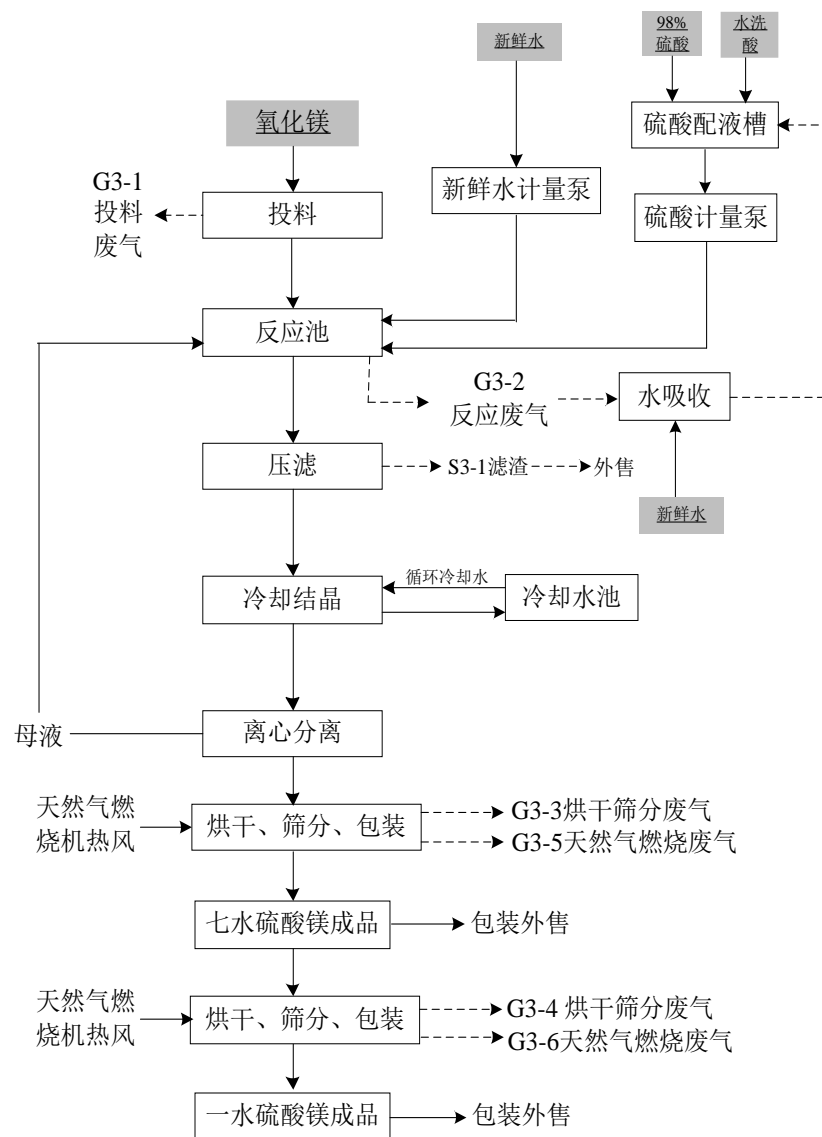 98%
硫酸
水洗
酸
新鲜水
氧化镁
硫酸配液槽
G3-1
投料
废气
投料
新鲜水计量泵
硫酸计量泵
反应池
G3-2
反应废气
水吸收
压滤
S3-1滤渣
外售
新鲜水
循环冷却水
冷却结晶
冷却水池
母液
离心分离
天然气燃
烧机热风
烘干、筛分、包装
G3-3烘干筛分废气
G3-5天然气燃烧废气
七水硫酸镁成品
包装外售
天然气燃
烧机热风
烘干、筛分、包装
G3-4 烘干筛分废气
G3-6天然气燃烧废气
一水硫酸镁成品
包装外售